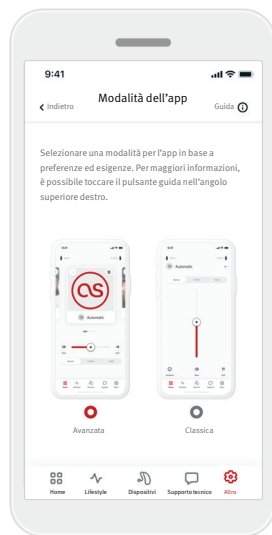 9:41
Indietro
Modalità dell'app
Guida
Selezionare una modalità per l'app in base a
preferenze ed esigenze. Per maggiori informazioni,
è possibile toccare il pulsante guida nell'angolo
superiore destro.
Automatic
Automatic
Avanzata
Classica
Home
Lifestyle
Dispositivi
Supporto tecnico
Altro